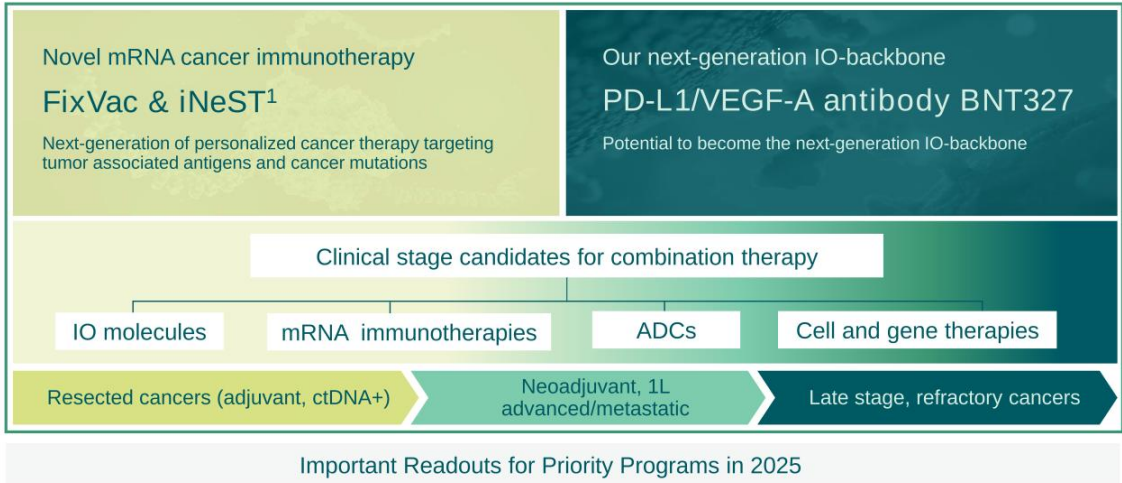 Novel mRNA cancer immunotherapy
FixVac & iNeST¹
Next-generation of personalized cancer therapy targeting
tumor associated antigens and cancer mutations
Our next-generation IO-backbone
PD-L1/VEGF-A antibody BNT327
Potential to become the next-generation IO-backbone
Clinical stage candidates for combination therapy
IO molecules
mRNA immunotherapies
ADCs
Cell and gene therapies
Resected cancers (adjuvant, ctDNA+)
Neoadjuvant, 1L
advanced/metastatic
Late stage, refractory cancers
Important Readouts for Priority Programs in 2025